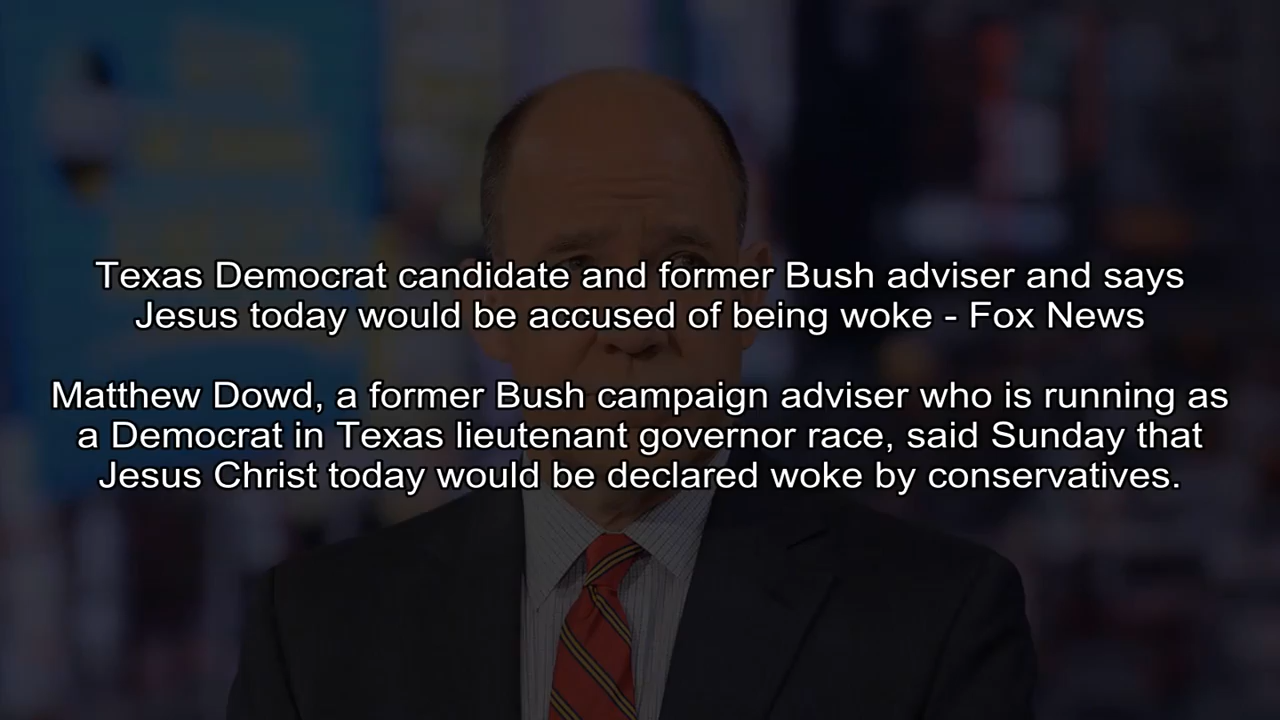 Texas Democrat candidate and former Bush adviser and says
Jesus today would be accused of being woke - Fox News
Matthew Dowd, a former Bush campaign adviser who is running as
a Democrat in Texas lieutenant governor race, said Sunday that
Jesus Christ today would be declared woke by conservatives.